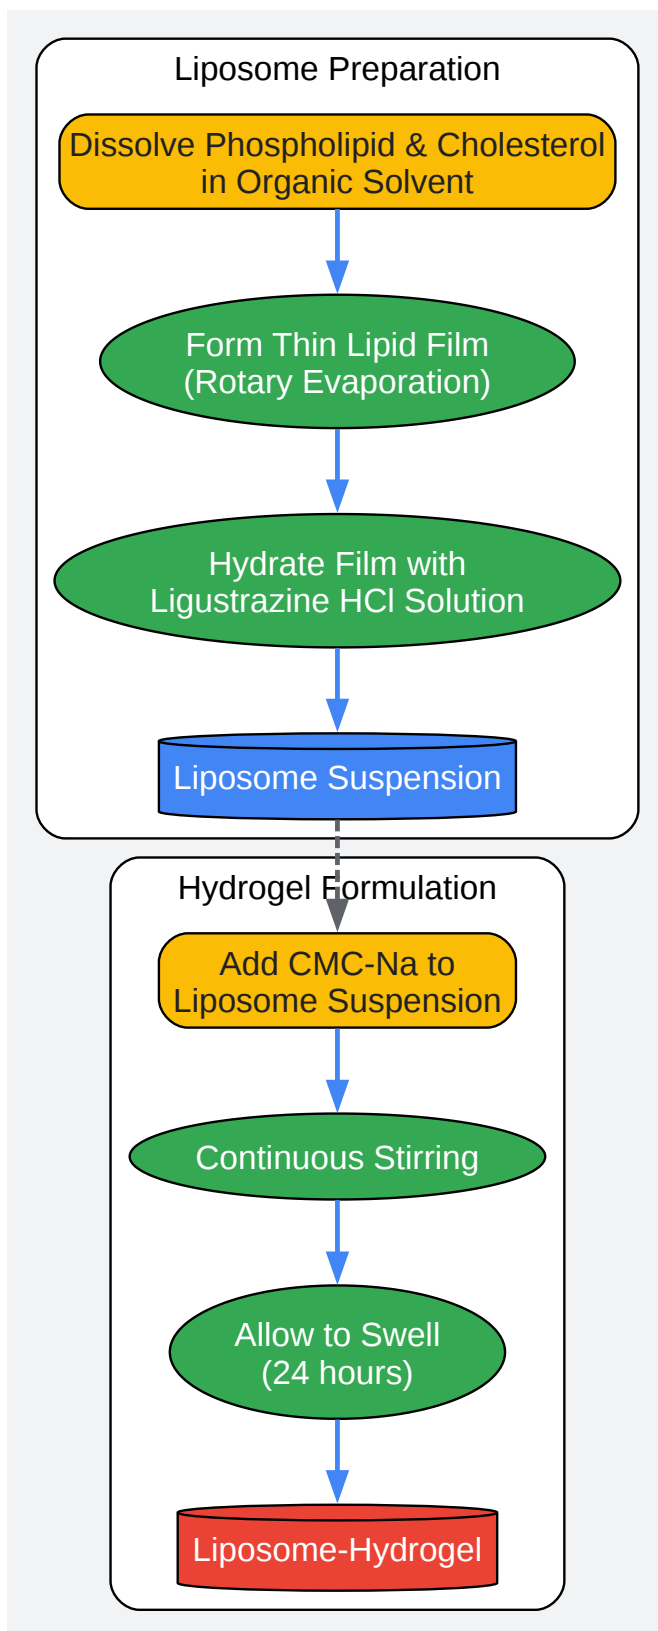 Liposome Preparation
Dissolve Phospholipid & Cholesterol
in Organic Solvent
Form Thin Lipid Film
(Rotary Evaporation)
Hydrate Film with
Ligustrazine HCl Solution
Liposome Suspension
Hydrogel Formulation
Add CMC-Na to
Liposome Suspension
Continuous Stirring
Allow to Swell
(24 hours)
Liposome-Hydrogel